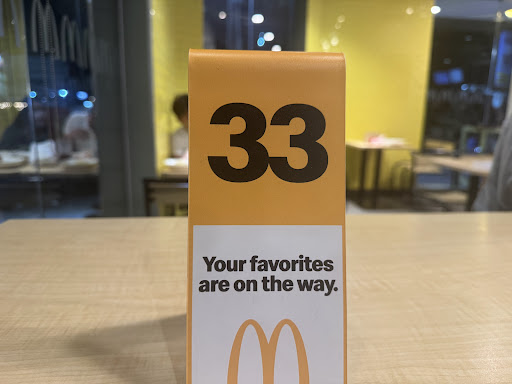 33
Your favorites
are on the way.